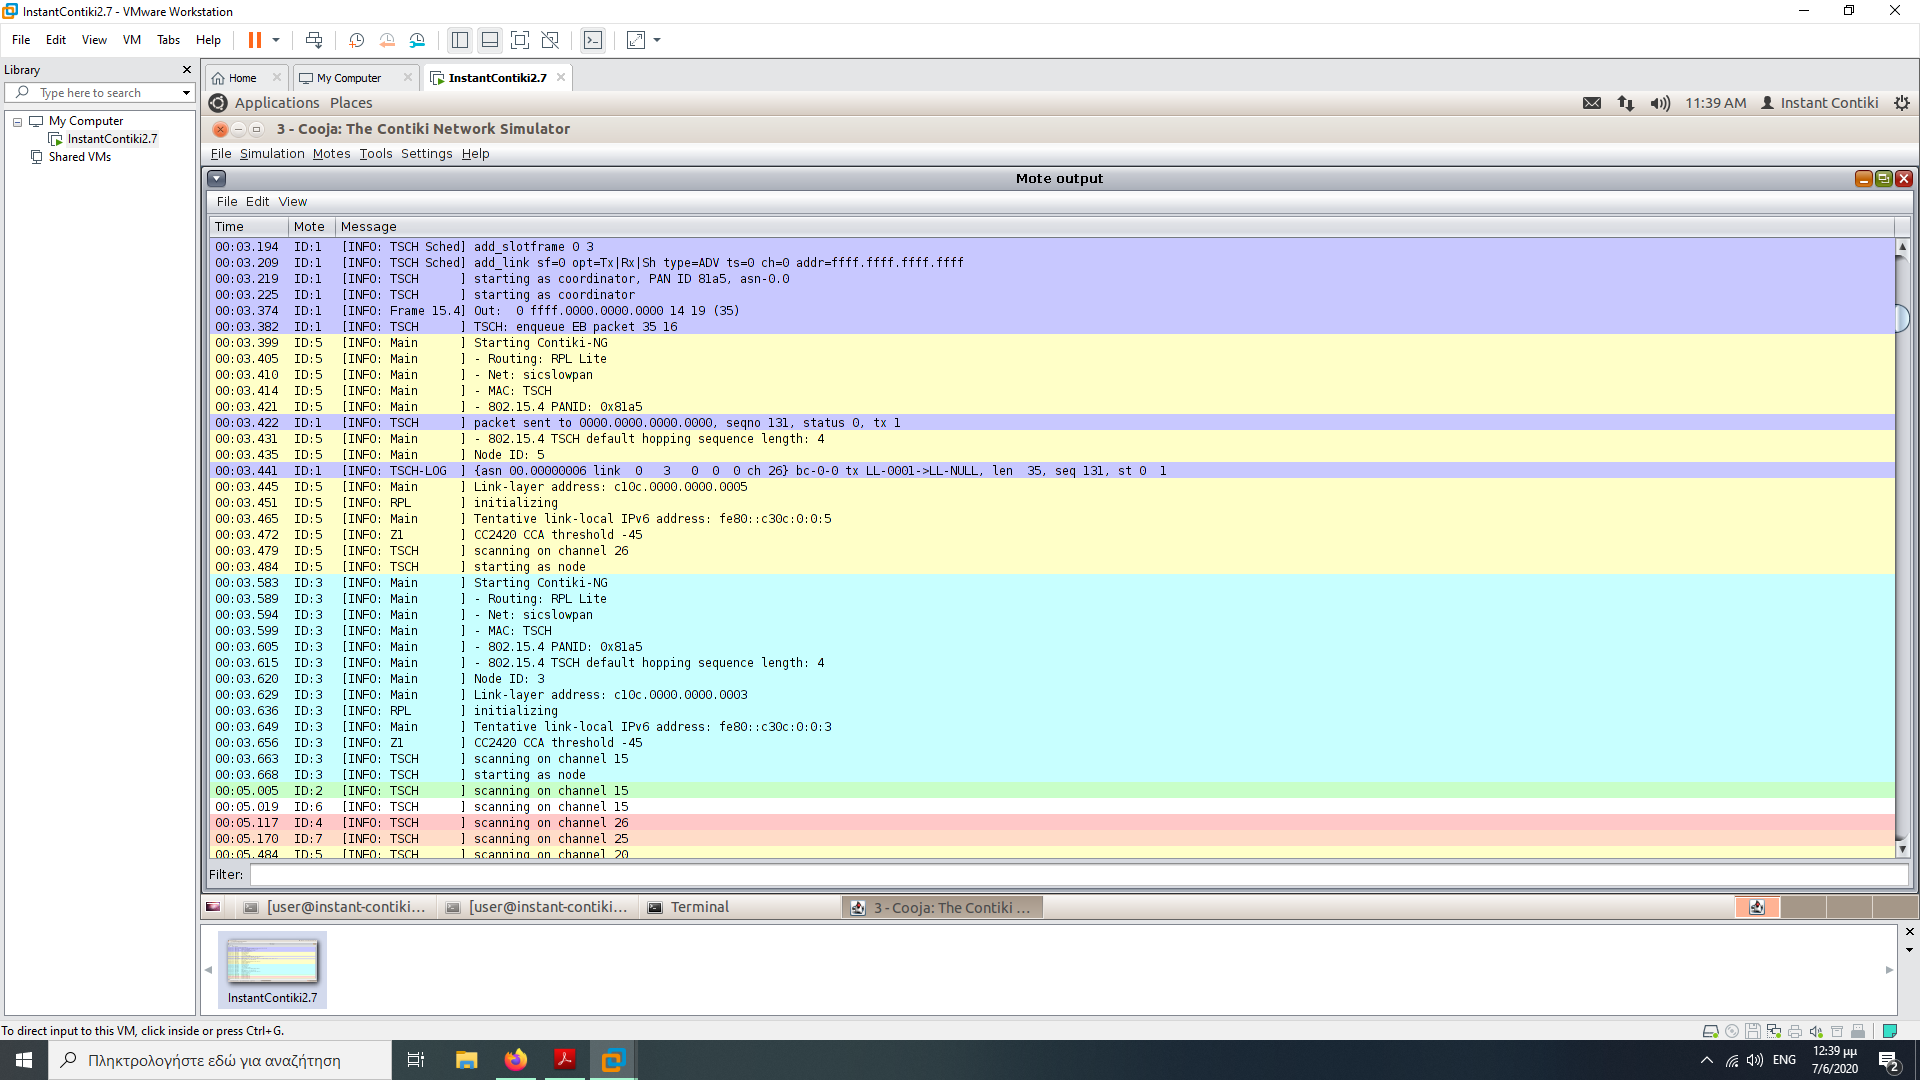 InstantContiki2.7 - VMware Workstation
File Edit View VM Tabs Help
Library
Type here to search
My Computer
InstantContiki2.7
Shared VMs
Home My Computer InstantContiki2.7
Applications Places 11:39 AM Instant Contiki
3 - Cooja: The Contiki Network Simulator
File Simulation Motes Tools Settings Help
Mote output
File Edit View
Time Mote Message
00:03.194 ID:1 [INFO: TSCH Sched] add_slotframe 0 3
00:03.209 ID:1 [INFO: TSCH Sched] add_link sf=0 opt=Tx|Rx|Sh type=ADV ts=0 ch=0 addr=ffff.ffff.ffff.ffff
00:03.219 ID:1 [INFO: TSCH ] starting as coordinator, PAN ID 81a5, asn-0.0
00:03.225 ID:1 [INFO: TSCH ] starting as coordinator
00:03.374 ID:1 [INFO: Frame 15.4] Out: 0 ffff.0000.0000.0000 14 19 (35)
00:03.382 ID:1 [INFO: TSCH ] TSCH: enqueue EB packet 35 16
00:03.399 ID:5 [INFO: Main ] Starting Contiki-NG
00:03.405 ID:5 [INFO: Main ] - Routing: RPL Lite
00:03.410 ID:5 [INFO: Main ] - Net: sicslowpan
00:03.414 ID:5 [INFO: Main ] - MAC: TSCH
00:03.421 ID:5 [INFO: Main ] - 802.15.4 PANID: 0x81a5
00:03.422 ID:1 [INFO: TSCH ] packet sent to 0000.0000.0000.0000, seqno 131, status 0, tx 1
00:03.431 ID:5 [INFO: Main ] - 802.15.4 TSCH default hopping sequence length: 4
00:03.435 ID:5 [INFO: Main ] Node ID: 5
00:03.441 ID:1 [INFO: TSCH-LOG ] {asn 00.00000006 link 0 3 0 0 0 ch 26} bc-0-0 tx LL-0001->LL-NULL, len 35, seq 131, st 0 1
00:03.445 ID:5 [INFO: Main ] Link-layer address: c10c.0000.0000.0005
00:03.451 ID:5 [INFO: RPL ] initializing
00:03.465 ID:5 [INFO: Main ] Tentative link-local IPv6 address: fe80::c30c:0:0:5
00:03.472 ID:5 [INFO: Z1 ] CC2420 CCA threshold -45
00:03.479 ID:5 [INFO: TSCH ] scanning on channel 26
00:03.484 ID:5 [INFO: TSCH ] starting as node
00:03.583 ID:3 [INFO: Main ] Starting Contiki-NG
00:03.589 ID:3 [INFO: Main ] - Routing: RPL Lite
00:03.594 ID:3 [INFO: Main ] - Net: sicslowpan
00:03.599 ID:3 [INFO: Main ] - MAC: TSCH
00:03.605 ID:3 [INFO: Main ] - 802.15.4 PANID: 0x81a5
00:03.615 ID:3 [INFO: Main ] - 802.15.4 TSCH default hopping sequence length: 4
00:03.620 ID:3 [INFO: Main ] Node ID: 3
00:03.629 ID:3 [INFO: Main ] Link-layer address: c10c.0000.0000.0003
00:03.636 ID:3 [INFO: RPL ] initializing
00:03.649 ID:3 [INFO: Main ] Tentative link-local IPv6 address: fe80::c30c:0:0:3
00:03.656 ID:3 [INFO: Z1 ] CC2420 CCA threshold -45
00:03.663 ID:3 [INFO: TSCH ] scanning on channel 15
00:03.668 ID:3 [INFO: TSCH ] starting as node
00:05.005 ID:2 [INFO: TSCH ] scanning on channel 15
00:05.019 ID:6 [INFO: TSCH ] scanning on channel 15
00:05.117 ID:4 [INFO: TSCH ] scanning on channel 26
00:05.170 ID:7 [INFO: TSCH ] scanning on channel 25
00:05.484 ID:5 [INFO: TSCH ] scanning on channel 20
Filter:
[user@instant-contiki... [user@instant-contiki... Terminal 3 - Cooja: The Contiki ...
InstantContiki2.7
To direct input to this VM, click inside or press Ctrl+G.
Πληκτρολογήστε εδώ για αναζήτηση
ENG
12:39 μμ
7/6/2020
2